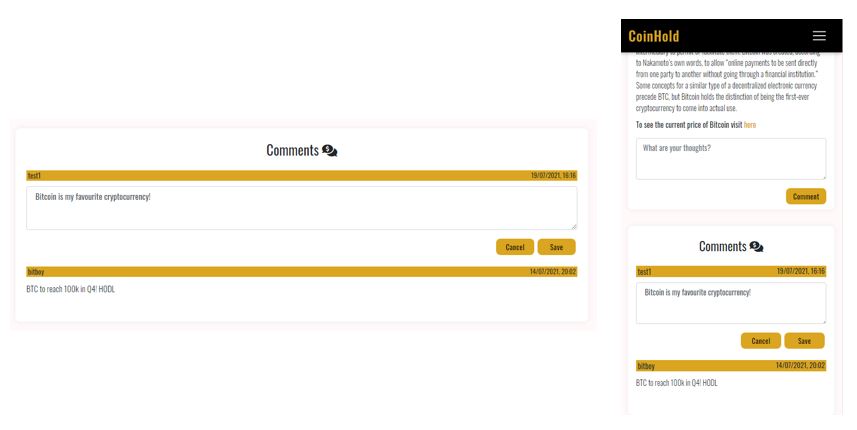 Comments
test1 19/07/2021, 16:16
Bitcoin is my favourite cryptocurrency!
Cancel Save
bitboy 14/07/2021, 20:02
BTC to reach 100k in Q4! HODL
CoinHold
to Nakamoto's own words, to allow "online payments to be sent directly
from one party to another without going through a financial institution."
Some concepts for a similar type of a decentralized electronic currency
precede BTC, but Bitcoin holds the distinction of being the first-ever
cryptocurrency to come into actual use.
To see the current price of Bitcoin visit here
What are your thoughts?
Comment
Comments
test1 19/07/2021, 16:16
Bitcoin is my favourite cryptocurrency!
Cancel Save
bitboy 14/07/2021, 20:02
BTC to reach 100k in Q4! HODL